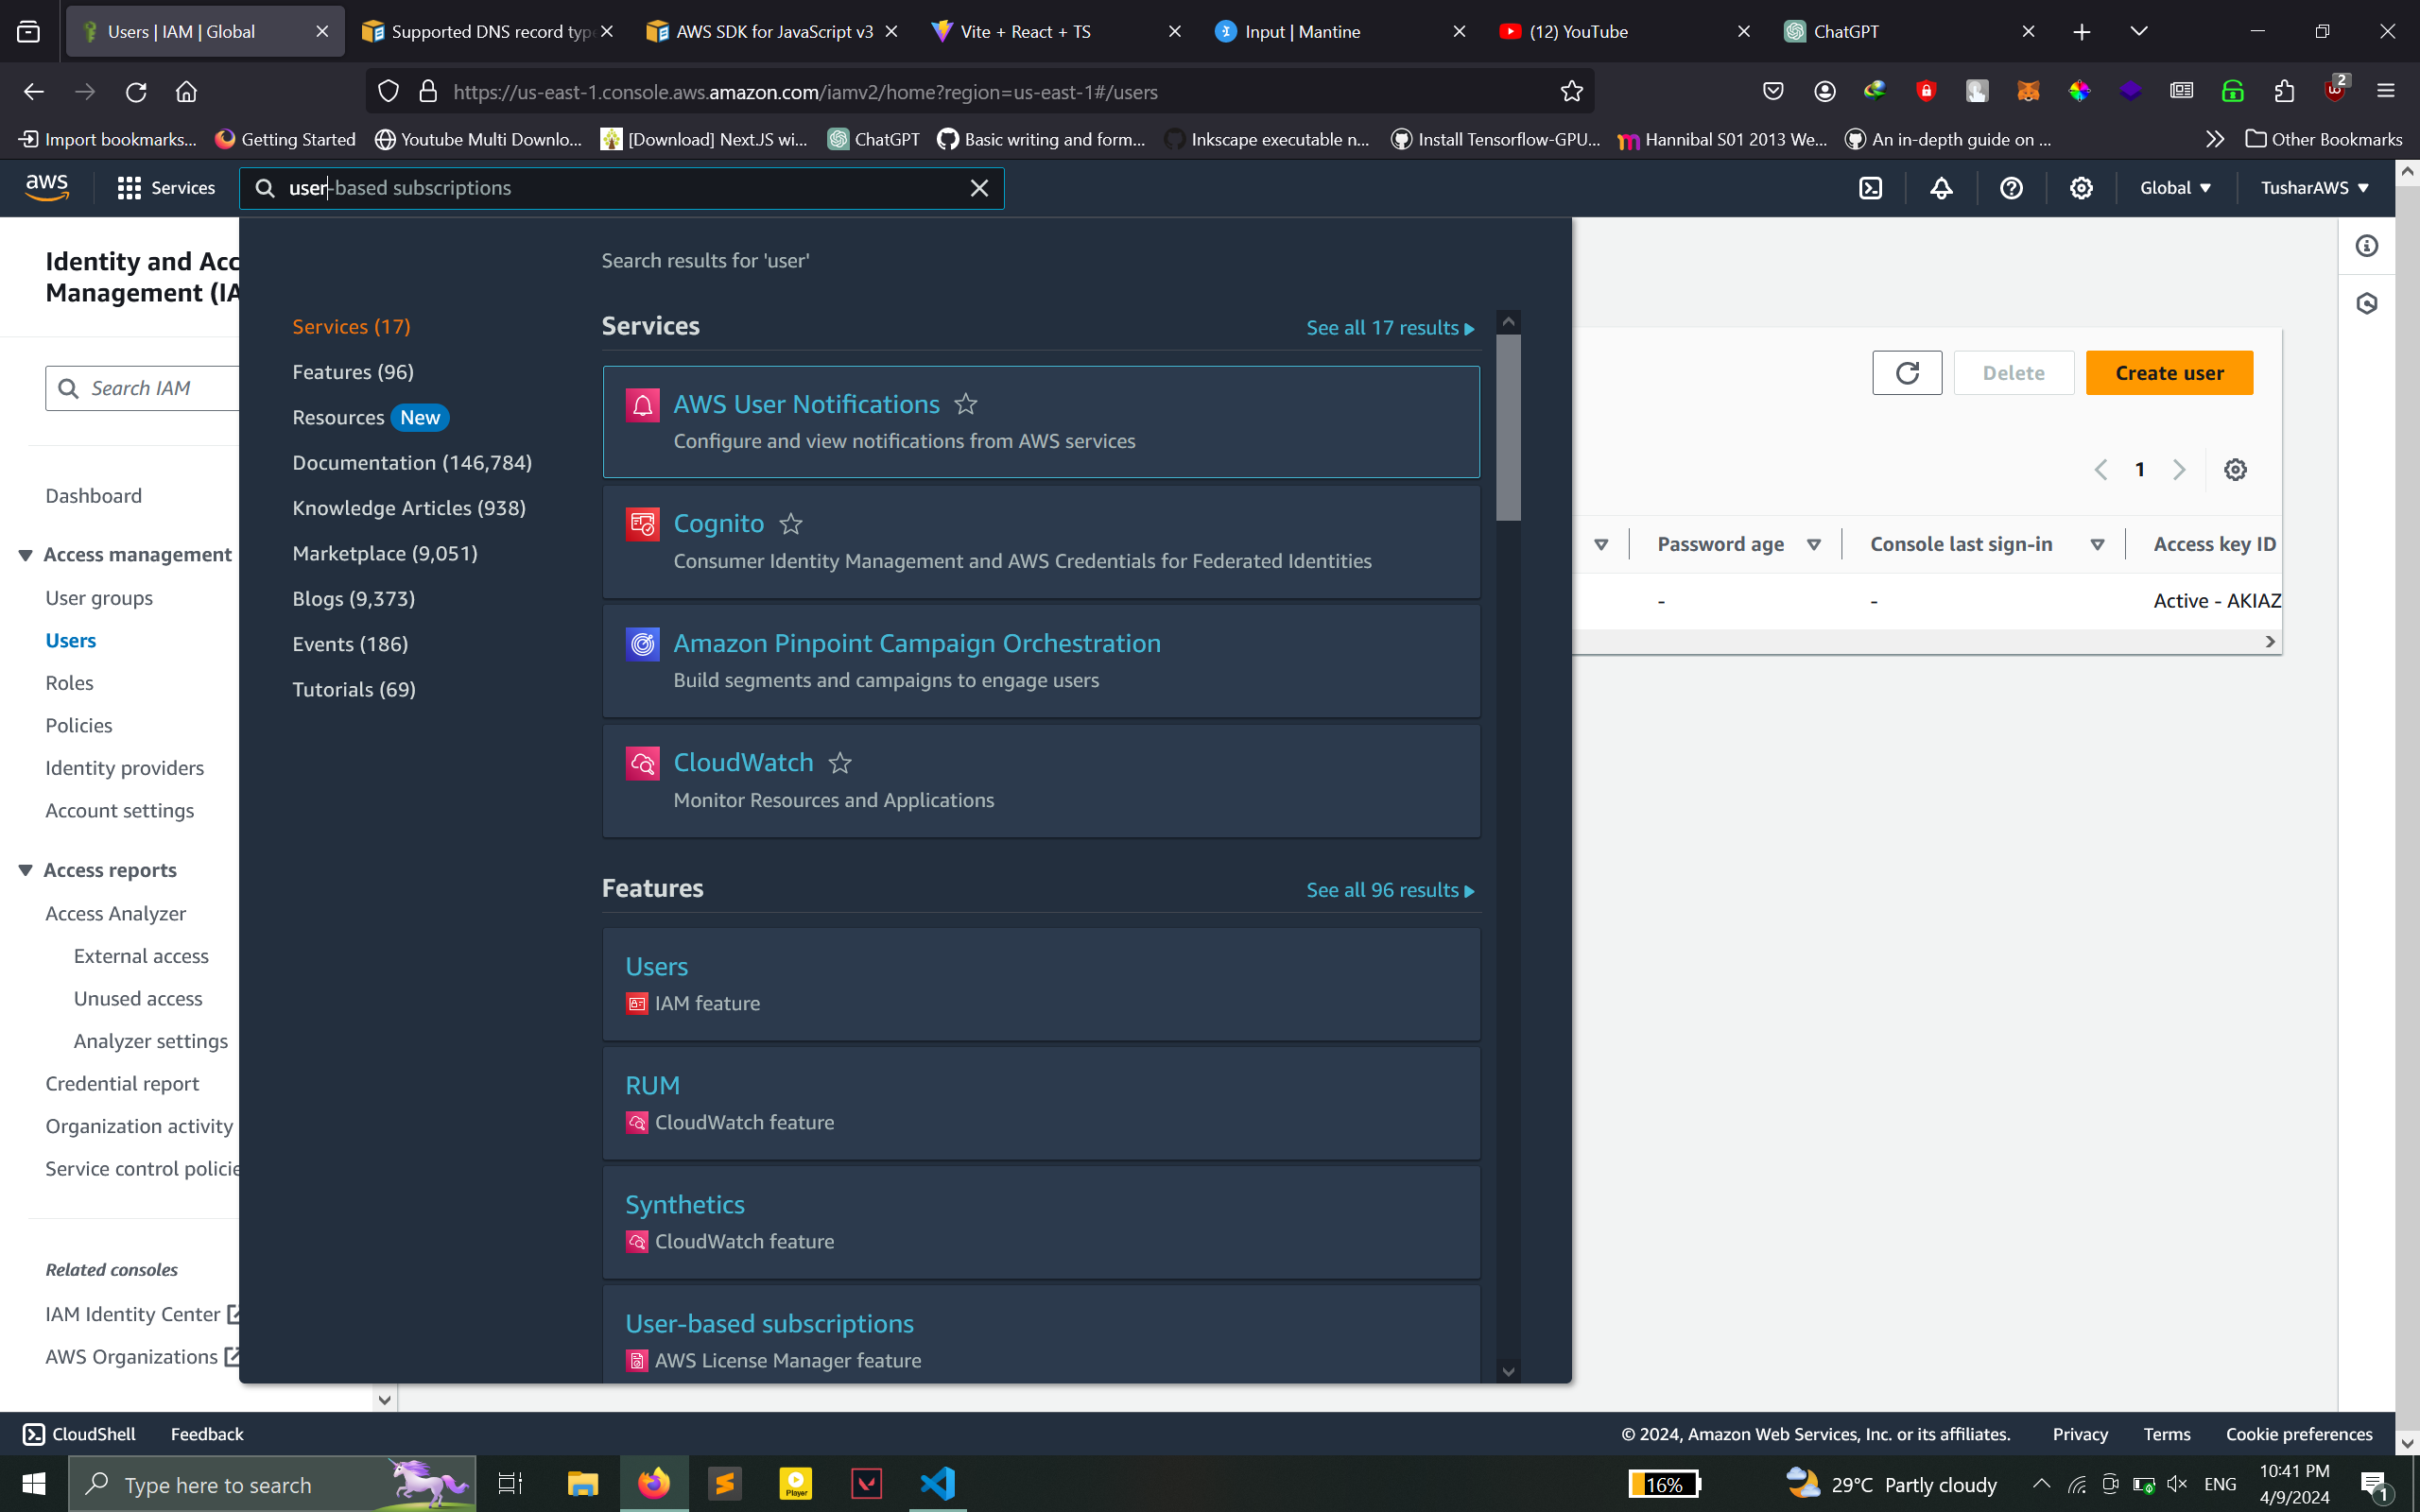 Users | IAM | Global
Supported DNS record type
AWS SDK for JavaScript v3
Vite + React + TS
Input | Mantine
(12) YouTube
ChatGPT
https://us-east-1.console.aws.amazon.com/iamv2/home?region=us-east-1#/users
2
Import bookmarks...
Getting Started
Youtube Multi Downlo...
[Download] Next.JS wi...
ChatGPT
Basic writing and form...
Inkscape executable n...
Install Tensorflow-GPU...
Hannibal S01 2013 We...
An in-depth guide on ...
Other Bookmarks
aws
Services
user-based subscriptions
Global
TusharAWS
Identity and Acc
Management (IA
Search IAM
Dashboard
Access management
User groups
Users
Roles
Policies
Identity providers
Account settings
Access reports
Access Analyzer
External access
Unused access
Analyzer settings
Credential report
Organization activity
Service control policie
Related consoles
IAM Identity Center
AWS Organizations
Search results for 'user'
Services (17)
Features (96)
Resources New
Documentation (146,784)
Knowledge Articles (938)
Marketplace (9,051)
Blogs (9,373)
Events (186)
Tutorials (69)
Services
See all 17 results
AWS User Notifications
Configure and view notifications from AWS services
Cognito
Consumer Identity Management and AWS Credentials for Federated Identities
Amazon Pinpoint Campaign Orchestration
Build segments and campaigns to engage users
CloudWatch
Monitor Resources and Applications
Features
See all 96 results
Users
IAM feature
RUM
CloudWatch feature
Synthetics
CloudWatch feature
User-based subscriptions
AWS License Manager feature
Delete
Create user
1
Password age
Console last sign-in
Access key ID
-
-
Active - AKIAZ
CloudShell
Feedback
© 2024, Amazon Web Services, Inc. or its affiliates.
Privacy
Terms
Cookie preferences
Type here to search
Player
16%
29°C Partly cloudy
ENG
10:41 PM
4/9/2024
1